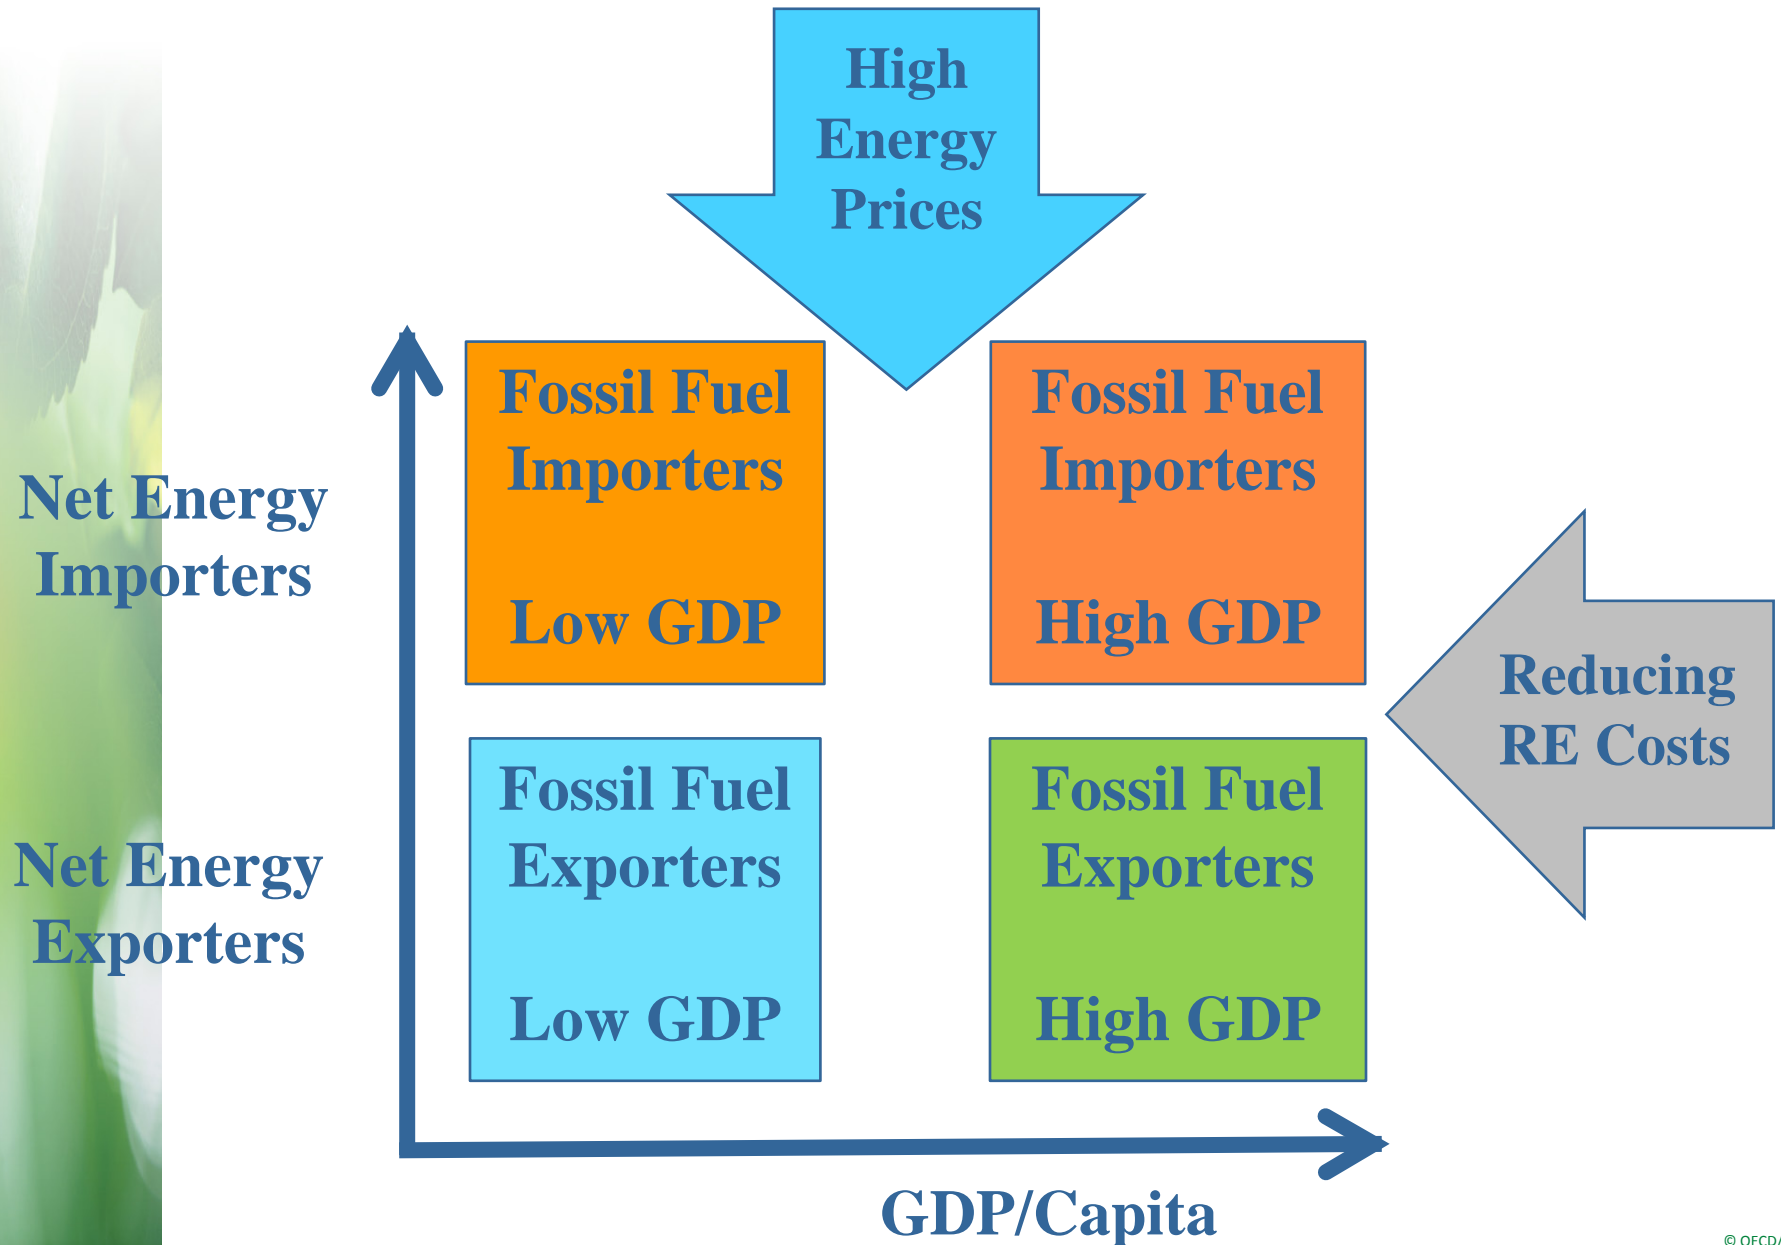 High
Energy
Prices
Fossil Fuel
Importers
Low GDP
Fossil Fuel
Importers
High GDP
Net Energy
Importers
Reducing
RE Costs
Fossil Fuel
Exporters
Low GDP
Fossil Fuel
Exporters
High GDP
Net Energy
Exporters
GDP/Capita
© OECD/